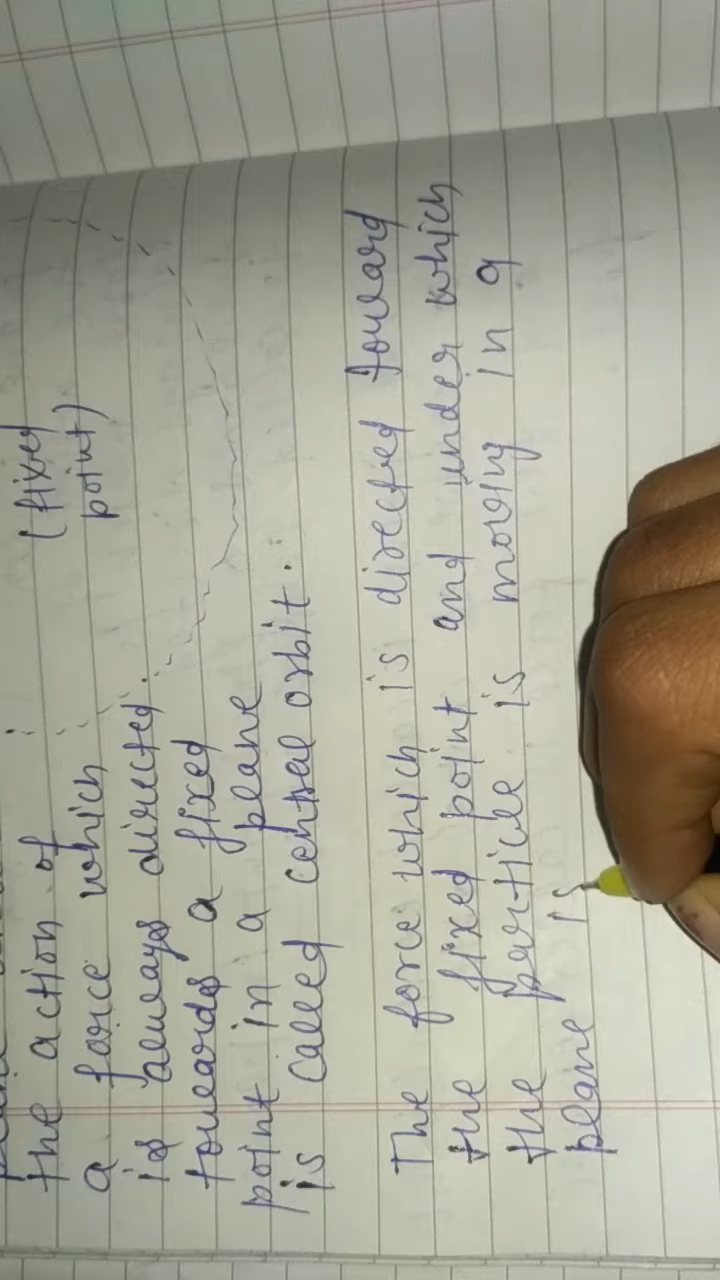 the action of
(fixed
a force which
point)
is always directed
towards a fixed
point in a plane
is called central orbit.
The force which is directed toward
the fixed point and under which
the particle is moving in a
plane is